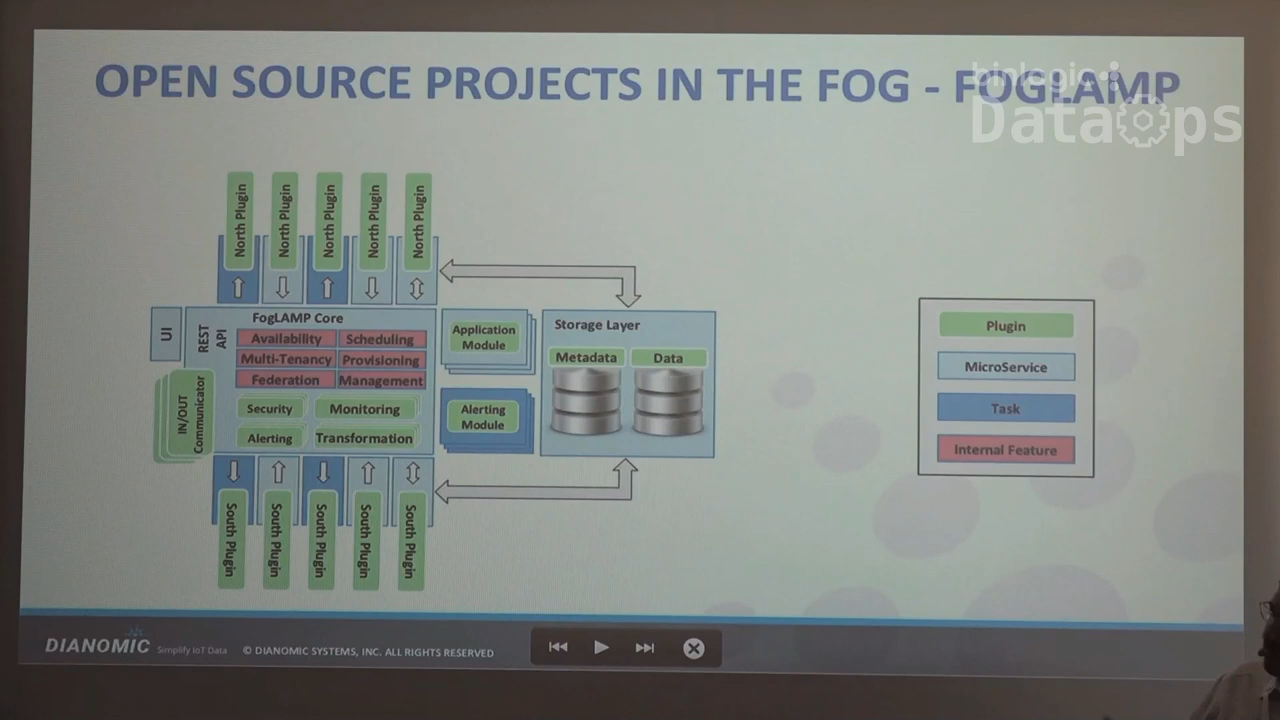 OPEN SOURCE PROJECTS IN THE FOG - FOGLAMP
binlogic
DataOps
North Plugin
North Plugin
North Plugin
North Plugin
North Plugin
UI
REST
API
FogLAMP Core
Availability
Scheduling
Multi-Tenancy
Provisioning
Federation
Management
Security
Monitoring
Alerting
Transformation
IN/OUT
Communicator
Application
Module
Alerting
Module
Storage Layer
Metadata
Data
South Plugin
South Plugin
South Plugin
South Plugin
South Plugin
Plugin
MicroService
Task
Internal Feature
DIANOMIC
Simplify IoT Data
© DIANOMIC SYSTEMS, INC. ALL RIGHTS RESERVED